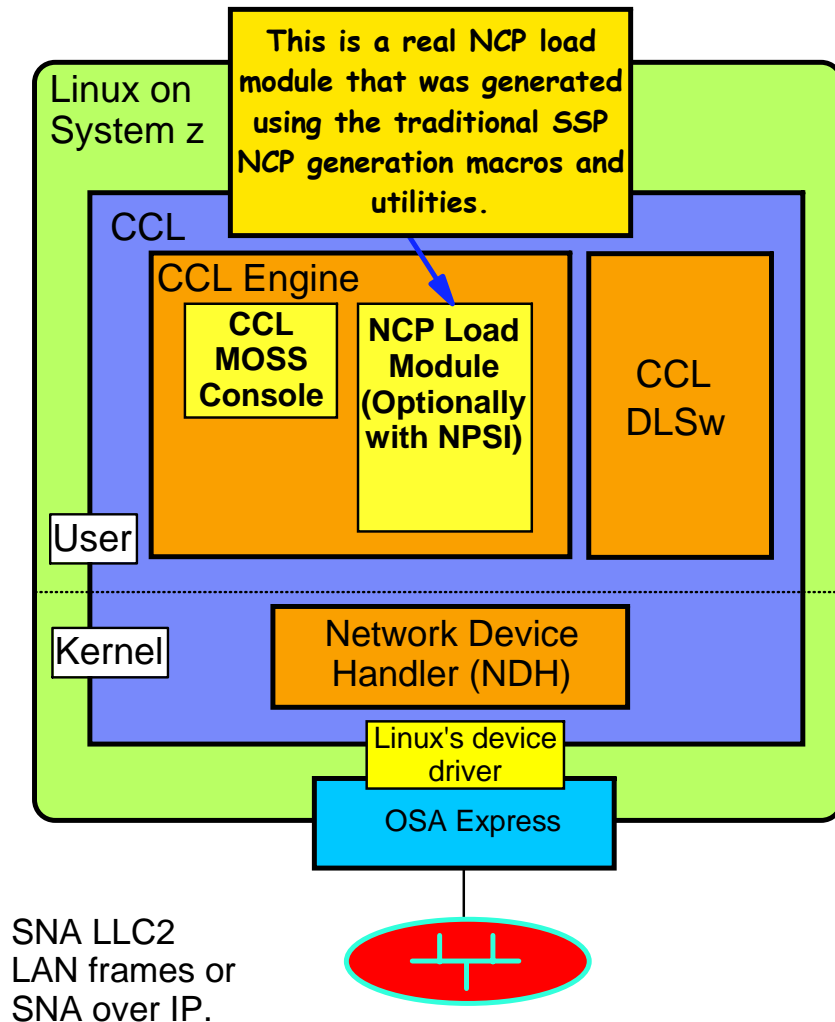 This is a real NCP load
module that was generated
using the traditional SSP
NCP generation macros and
utilities.
Linux on
System z
CCL
CCL Engine
CCL
MOSS
Console
NCP Load
Module
(Optionally
with NPSI)
CCL
DLSw
User
Kernel
Network Device
Handler (NDH)
Linux's device
driver
OSA Express
SNA LLC2
LAN frames or
SNA over IP.